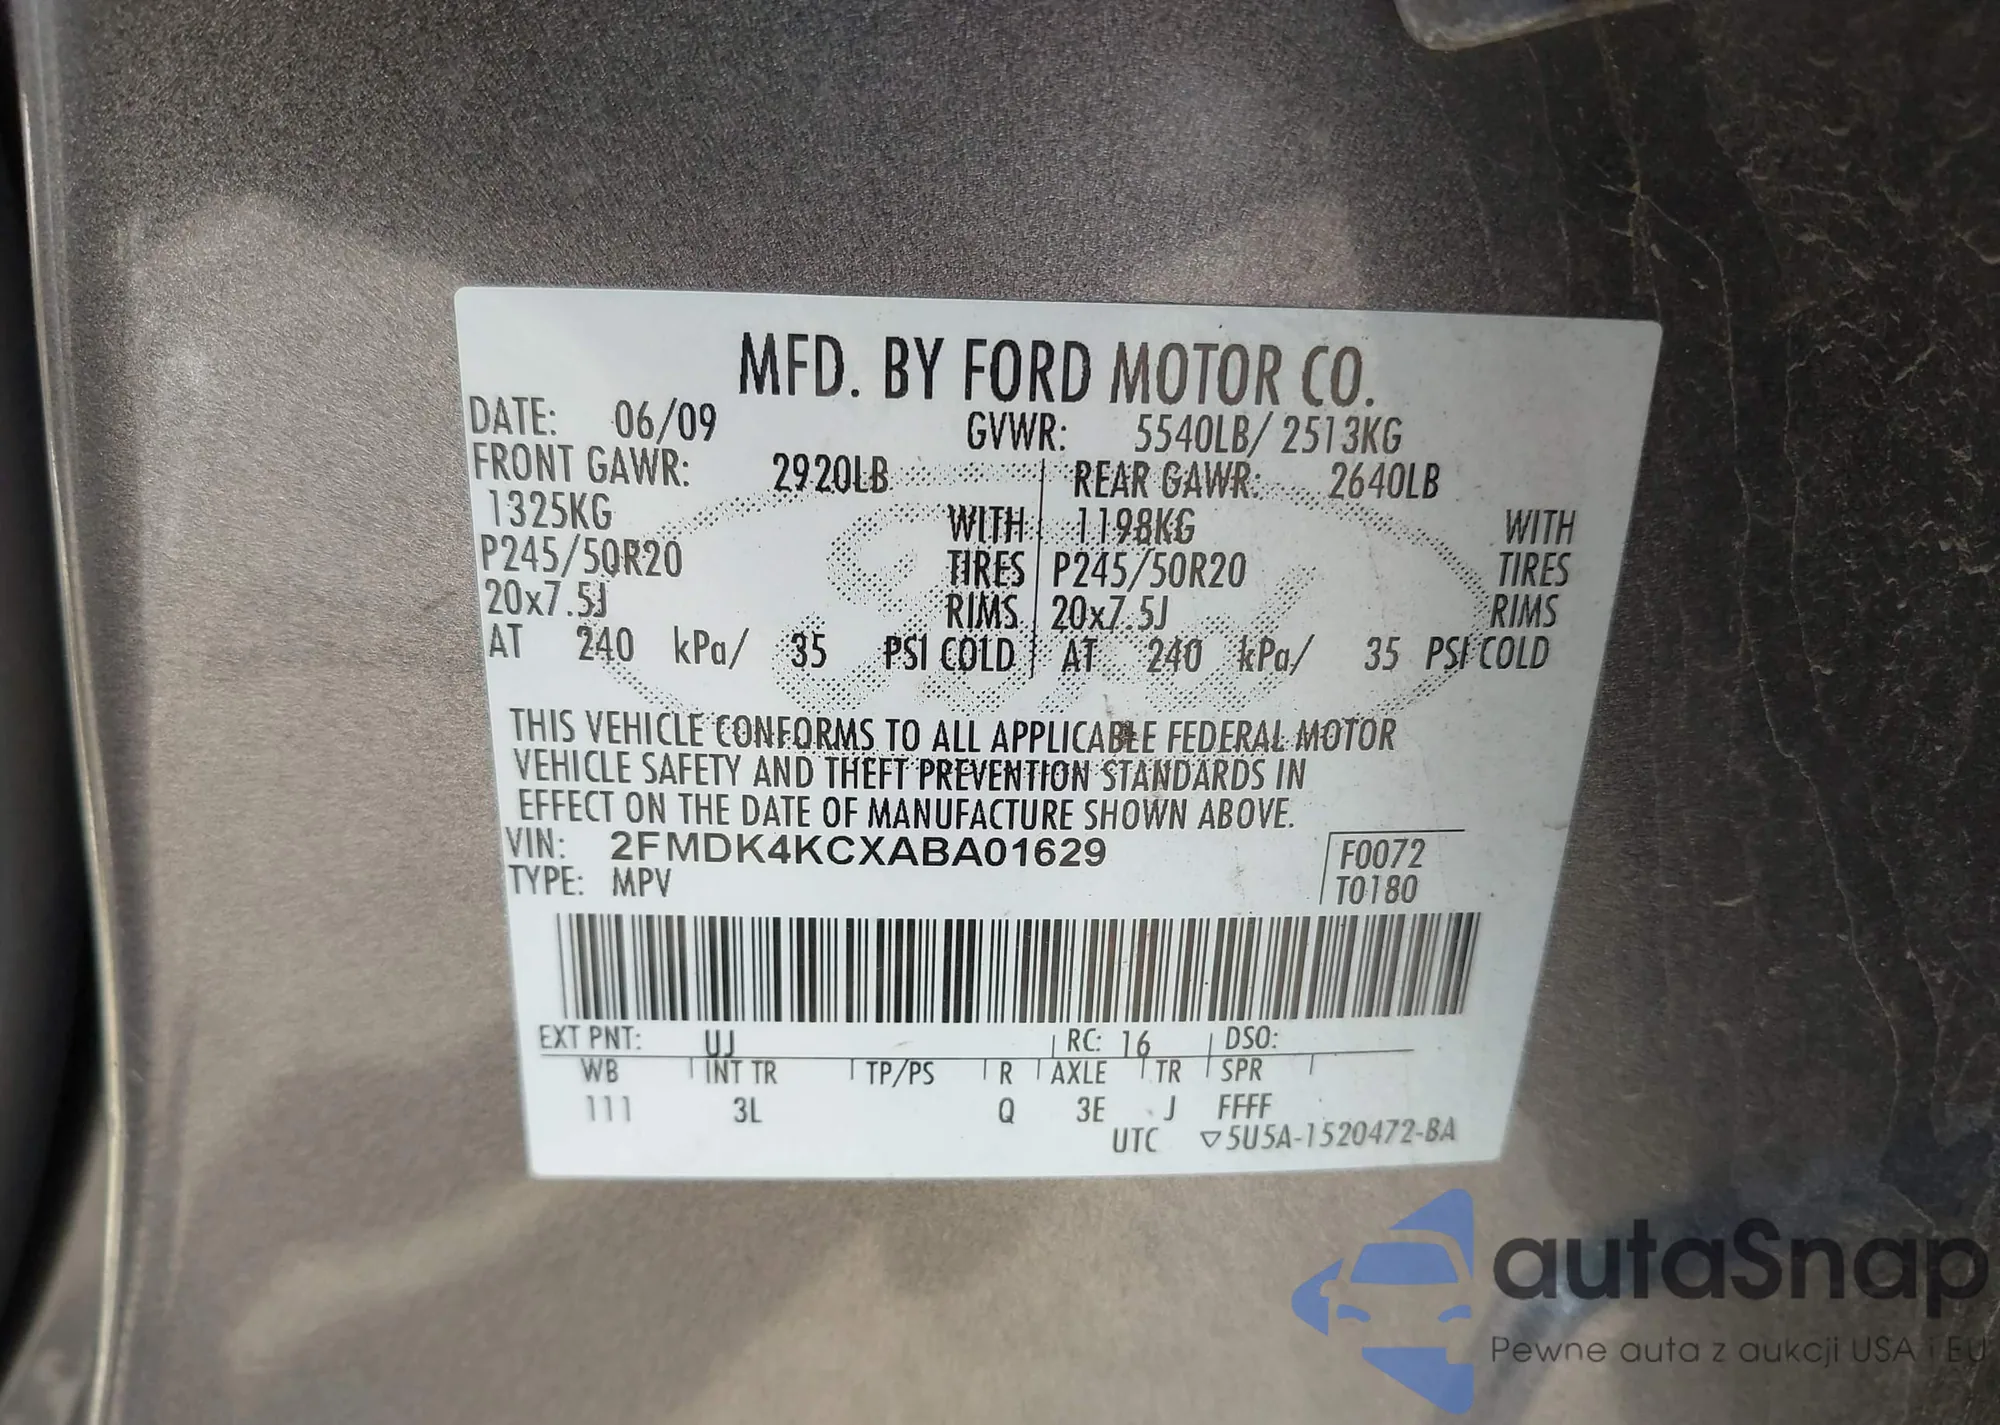 MFD. BY FORD MOTOR CO.
DATE: 06/09 GVWR: 5540LB/ 2513KG
FRONT GAWR: 2920LB REAR GAWR: 2640LB
1325KG WITH 1198KG WITH
P245/50R20 TIRES P245/50R20 TIRES
20x7.5J RIMS 20x7.5J RIMS
AT 240 kPa/ 35 PSI COLD AT 240 kPa/ 35 PSI COLD
THIS VEHICLE CONFORMS TO ALL APPLICABLE FEDERAL MOTOR
VEHICLE SAFETY AND THEFT PREVENTION STANDARDS IN
EFFECT ON THE DATE OF MANUFACTURE SHOWN ABOVE.
VIN: 2FMDK4KCXABA01629 F0072
TYPE: MPV T0180
EXT PNT: UJ RC: 16 DSO:
WB INT TR TP/PS R AXLE TR SPR
111 3L Q 3E J FFFF
UTC ▽5U5A-1520472-BA
autaSnap
Pewne auta z aukcji USA i EU